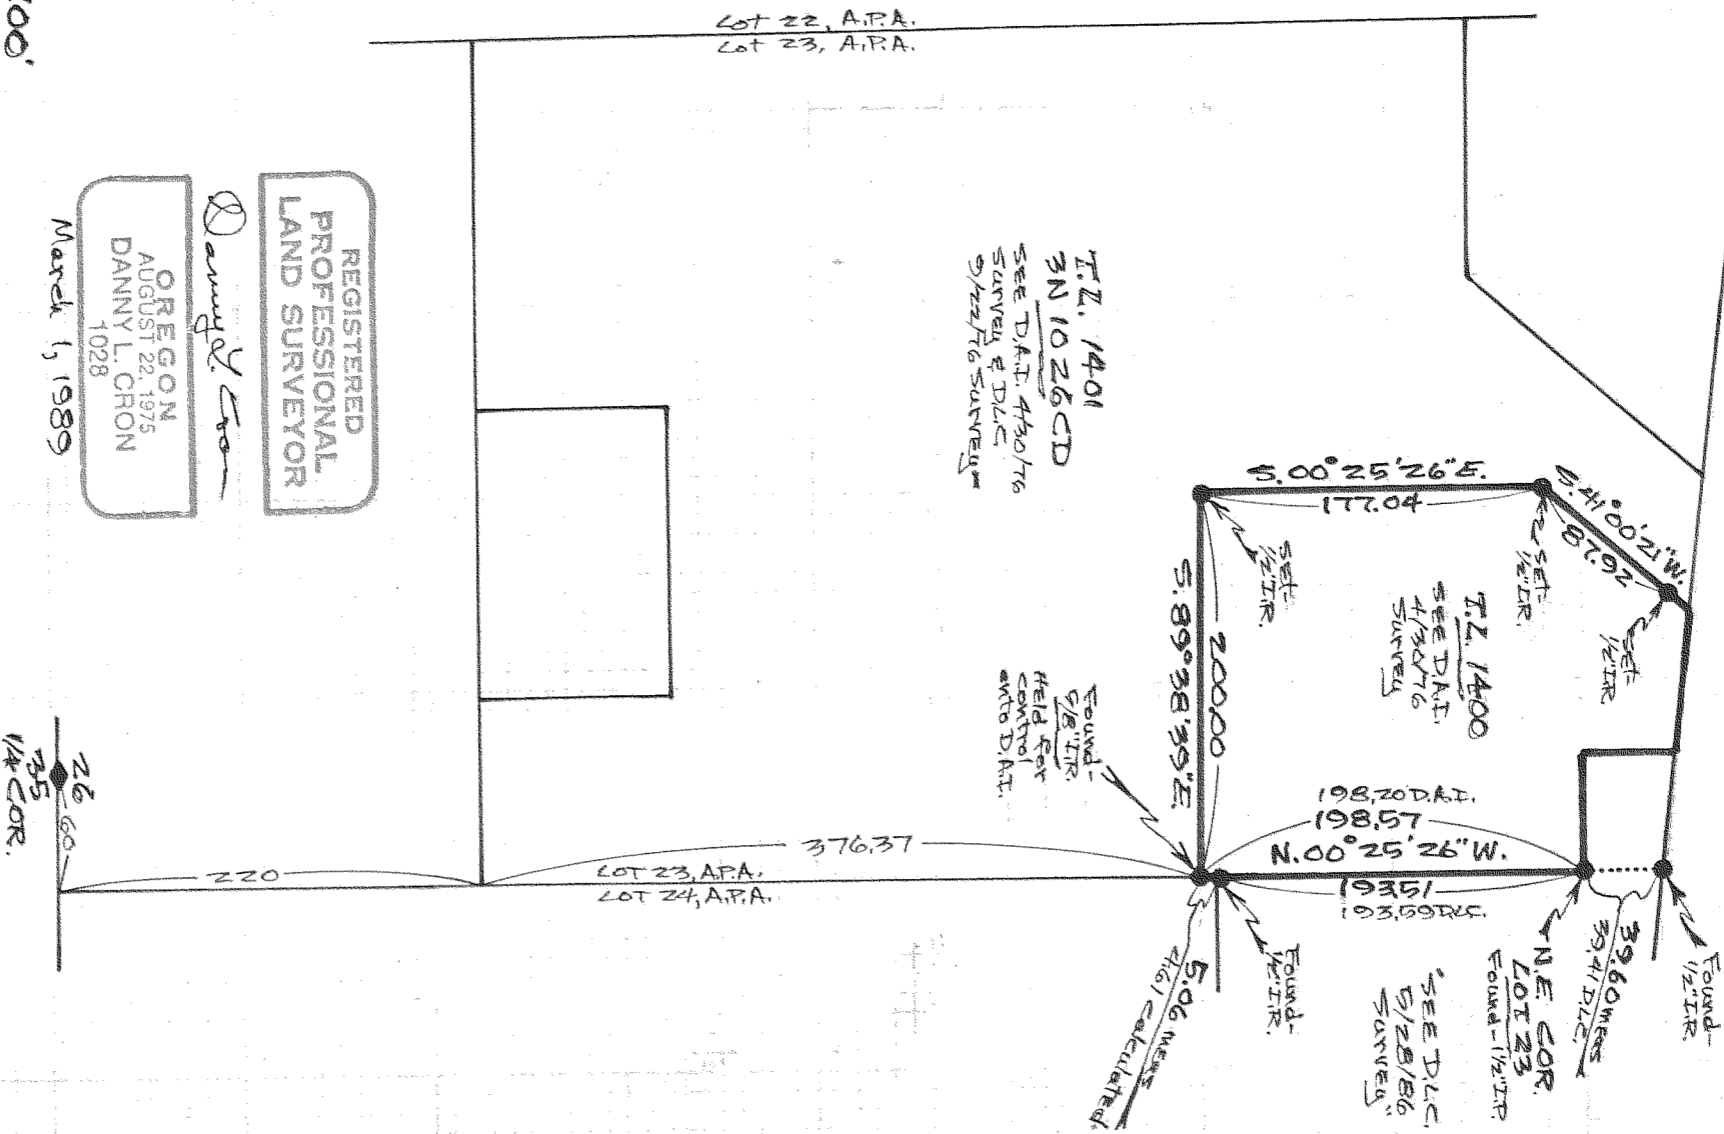 Lot 22, A.P.A.
Lot 23, A.P.A.
REGISTERED
PROFESSIONAL
LAND SURVEYOR
Danny L. Cron
OREGON
AUGUST 22, 1975
DANNY L. CRON
1028
March 1, 1989
T.L. 1401
3N 10 26CD
SEE D.A.I. 4/30/76
SURVEY & D.L.C.
9/22/76 SURVEY
S.00°25'26"E.
177.04
S.41°00'21"W.
87.92
SET-
1/2"I.R.
SET-
1/2"I.R.
SET-
1/2"I.R.
T.L. 1400
SEE D.A.I.
4/30/76
SURVEY
S.89°38'39"E.
200.00
Found-
5/8"I.R.
Held for
control
onto D.A.I.
198.20 D.A.I.
198.57
N.00°25'26"W.
193.51
193.59 D.L.C.
376.37
LOT 23, A.P.A.
LOT 24, A.P.A.
220
60
26
35
1/4 COR.
5.06 meas
4.61 Calculated
Found-
1/2"I.R.
"SEE D.L.C.
5/28/86
SURVEY"
N.E. COR.
LOT 23
Found-1 1/2"I.P.
39.60 meas
39.41 D.L.C.
Found-
1/2"I.R.
00'